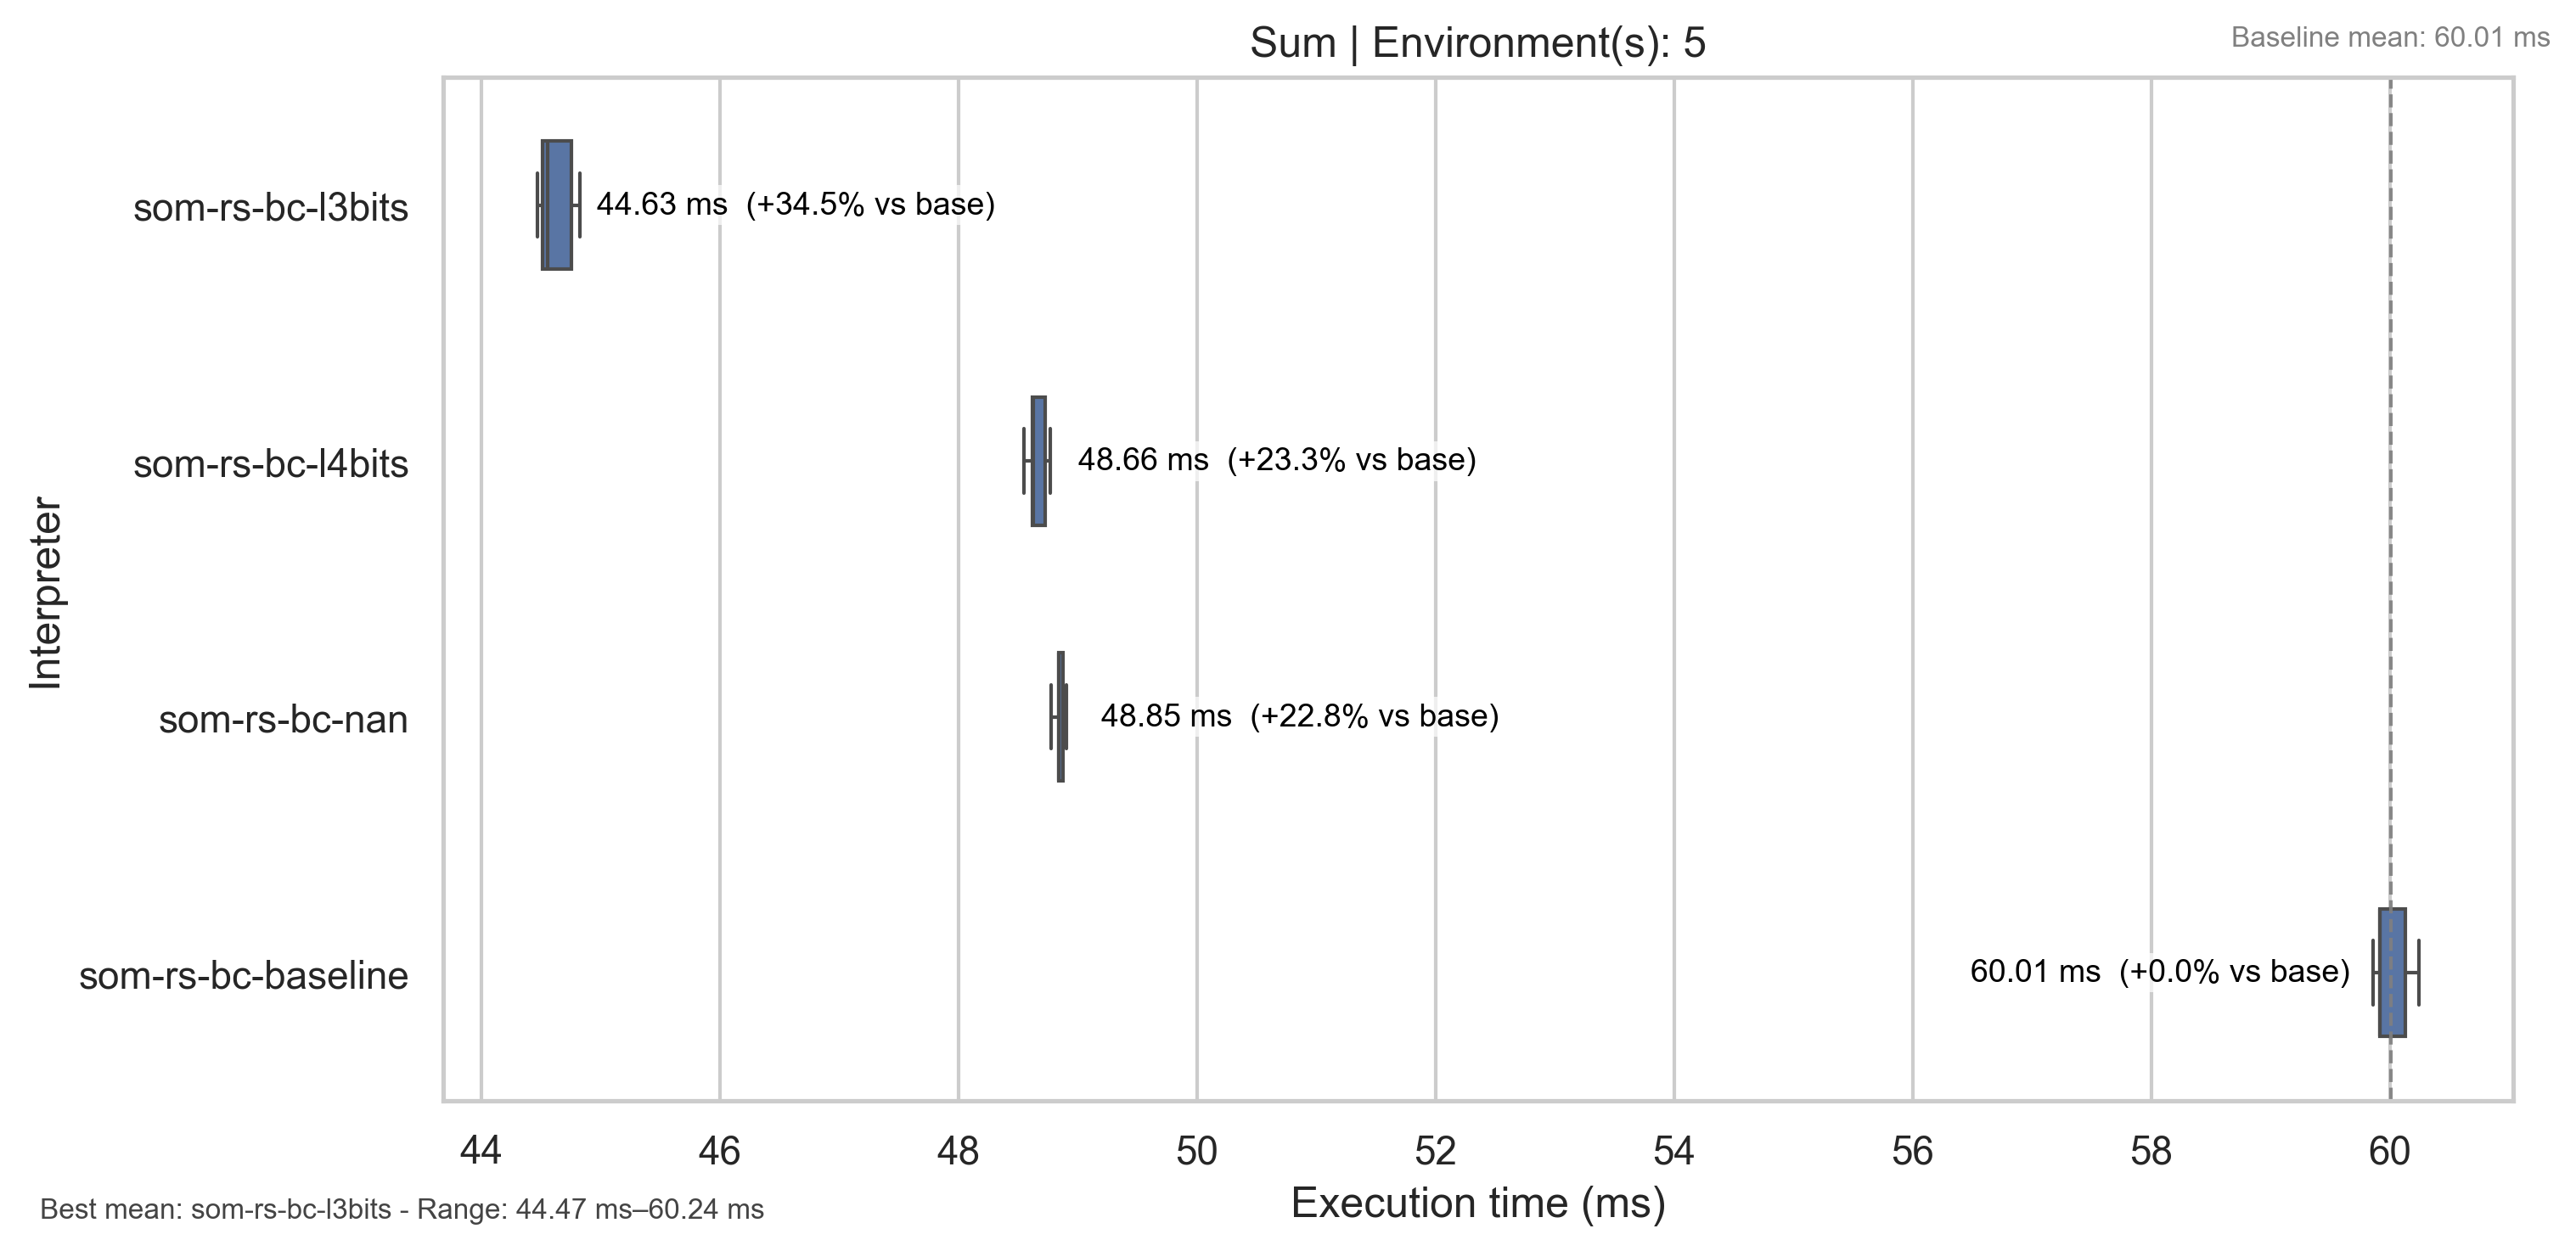 Sum | Environment(s): 5
Baseline mean: 60.01 ms
Interpreter
som-rs-bc-l3bits
44.63 ms  (+34.5% vs base)
som-rs-bc-l4bits
48.66 ms  (+23.3% vs base)
som-rs-bc-nan
48.85 ms  (+22.8% vs base)
som-rs-bc-baseline
60.01 ms  (+0.0% vs base)
44 46 48 50 52 54 56 58 60
Execution time (ms)
Best mean: som-rs-bc-l3bits - Range: 44.47 ms–60.24 ms